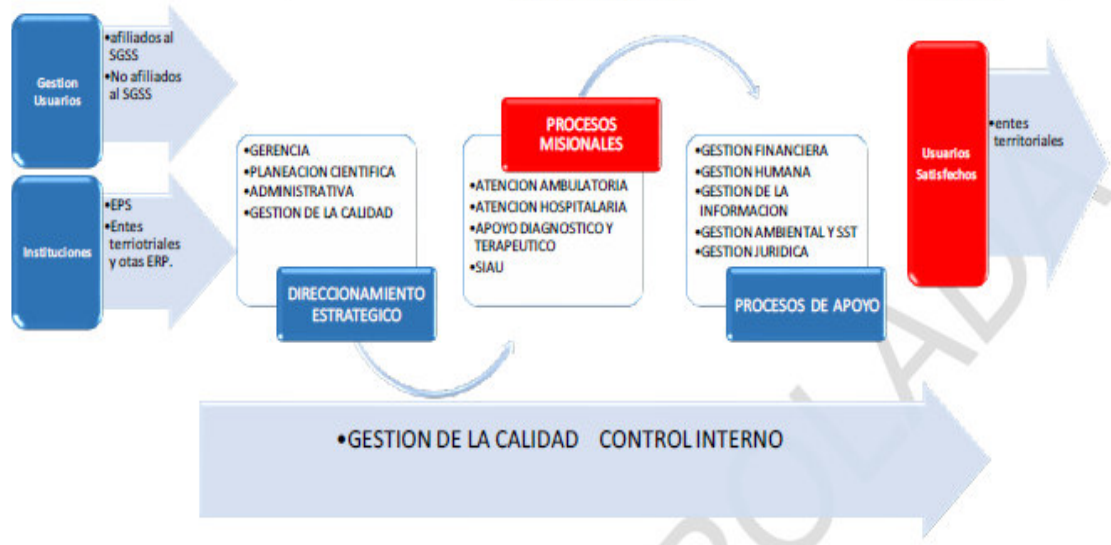 Gestion
Usuarios
•afiliados al
SGSS
•No afiliados
al SGSS
Instituciones
•EPS
•Entes
terriotriales
y otas ERP.
•GERENCIA
•PLANEACION CIENTIFICA
•ADMINISTRATIVA
•GESTION DE LA CALIDAD
DIRECCIONAMIENTO
ESTRATEGICO
PROCESOS
MISIONALES
•ATENCION AMBULATORIA
•ATENCION HOSPITALARIA
•APOYO DIAGNOSTICO Y
TERAPEUTICO
•SIAU
•GESTION FINANCIERA
•GESTION HUMANA
•GESTION DE LA
INFORMACION
•GESTION AMBIENTAL Y SST
•GESTION JURIDICA
PROCESOS DE APOYO
Usuarios
Satisfechos
•entes
territoriales
•GESTION DE LA CALIDAD CONTROL INTERNO